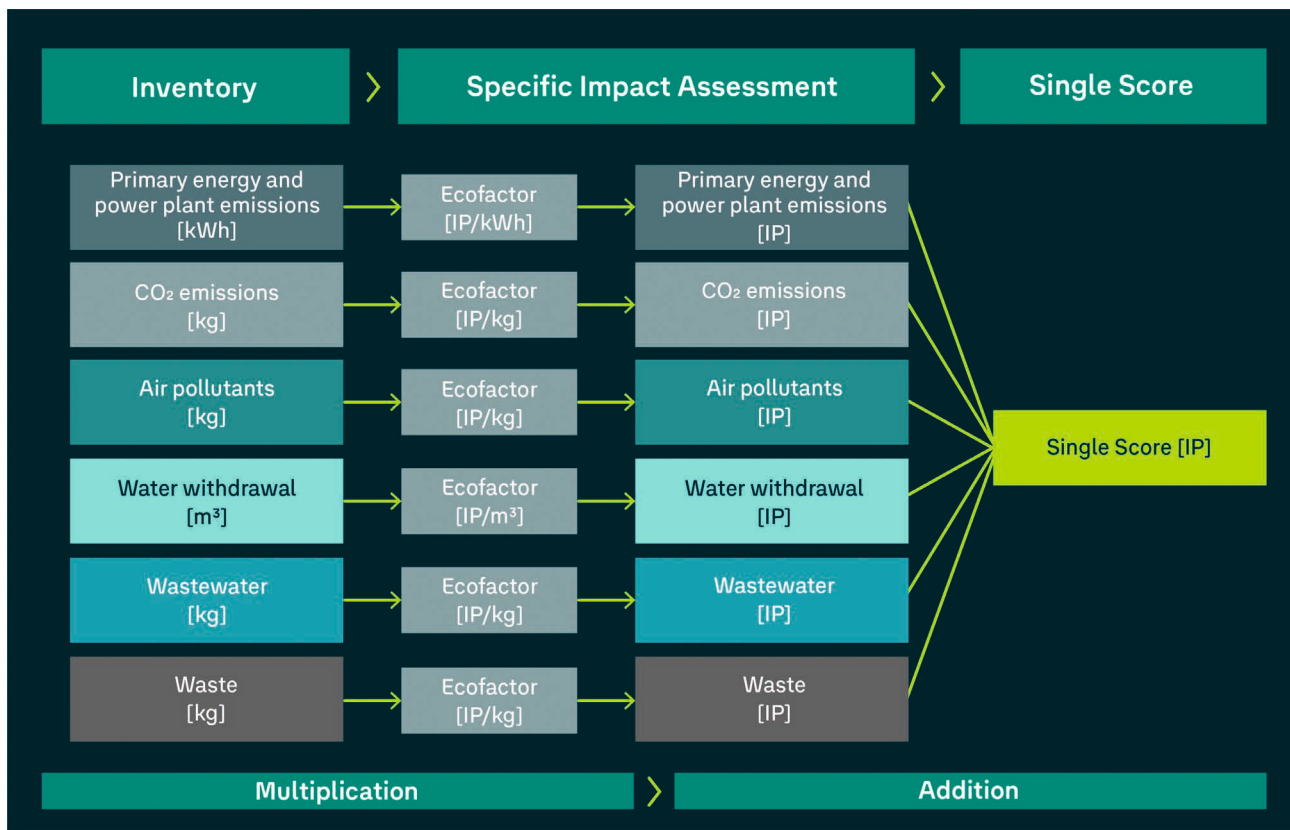 Inventory
Specific Impact Assessment
Single Score
Primary energy and
power plant emissions
[kWh]
Ecofactor
[IP/kWh]
Primary energy and
power plant emissions
[IP]
CO₂ emissions
[kg]
Ecofactor
[IP/kg]
CO₂ emissions
[IP]
Air pollutants
[kg]
Ecofactor
[IP/kg]
Air pollutants
[IP]
Single Score [IP]
Water withdrawal
[m³]
Ecofactor
[IP/m³]
Water withdrawal
[IP]
Wastewater
[kg]
Ecofactor
[IP/kg]
Wastewater
[IP]
Waste
[kg]
Ecofactor
[IP/kg]
Waste
[IP]
Multiplication
Addition